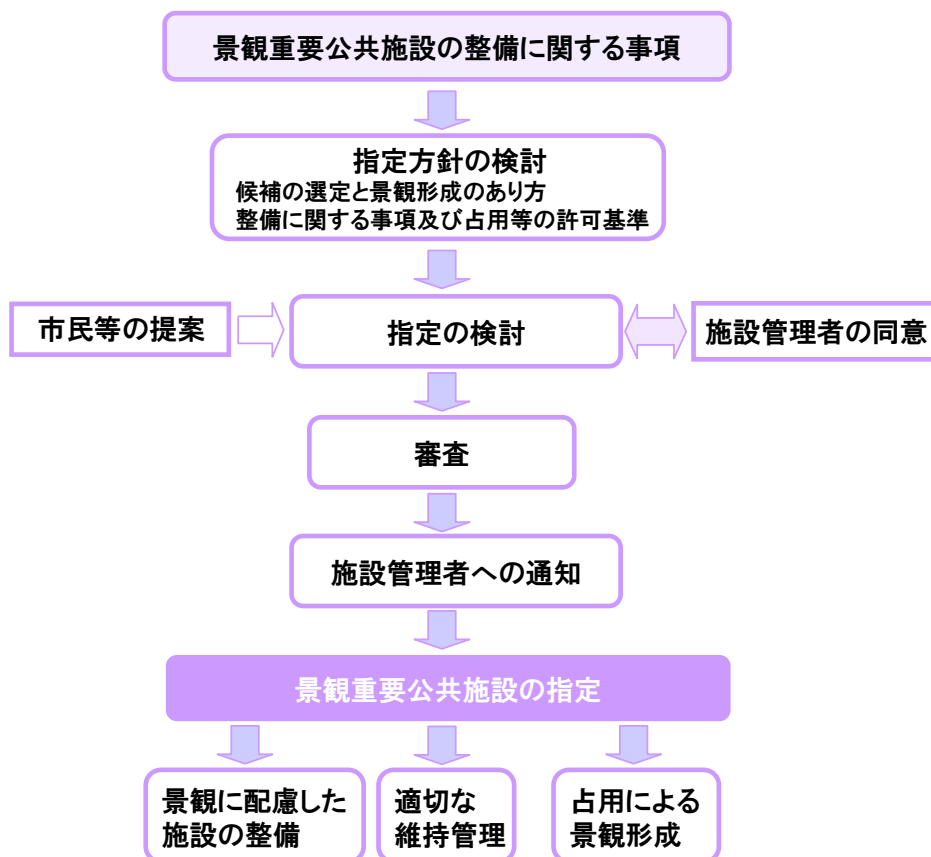 景観重要公共施設の整備に関する事項
指定方針の検討
候補の選定と景観形成のあり方
整備に関する事項及び占用等の許可基準
市民等の提案
指定の検討
施設管理者の同意
審査
施設管理者への通知
景観重要公共施設の指定
景観に配慮した
施設の整備
適切な
維持管理
占用による
景観形成